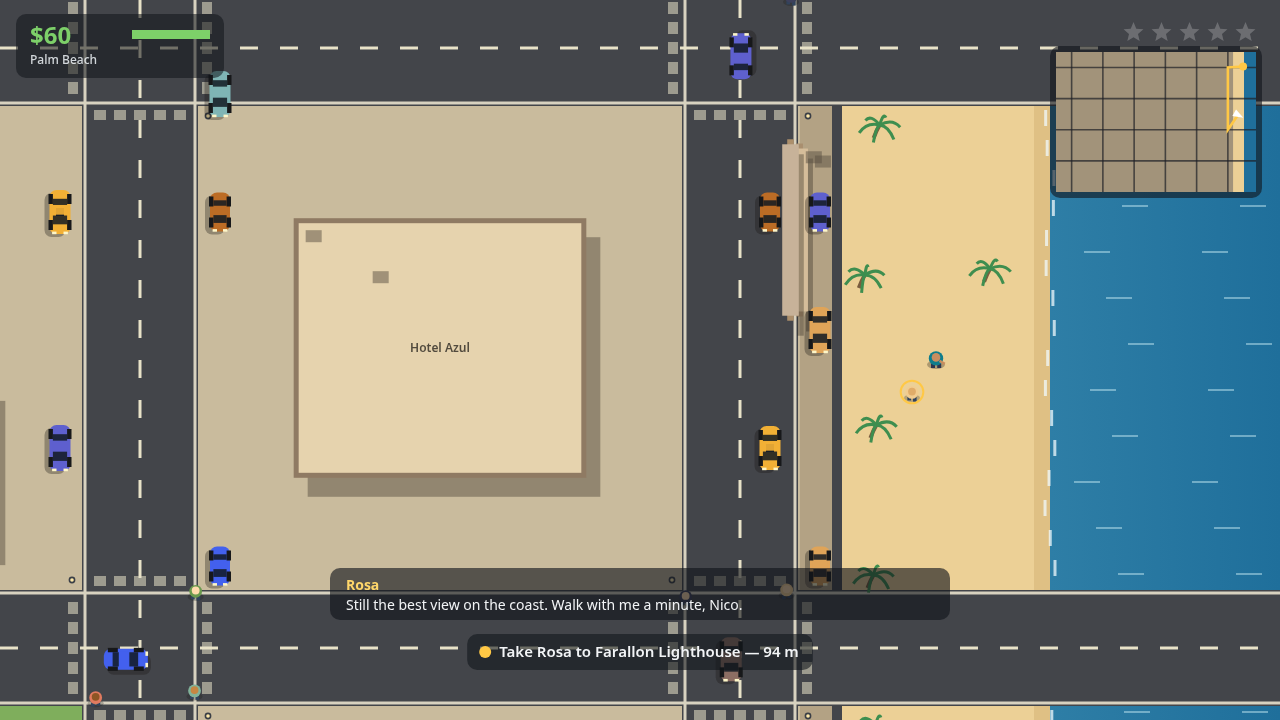 $60
Palm Beach
Hotel Azul
Rosa
Still the best view on the coast. Walk with me a minute, Nico.
Take Rosa to Farallon Lighthouse — 94 m